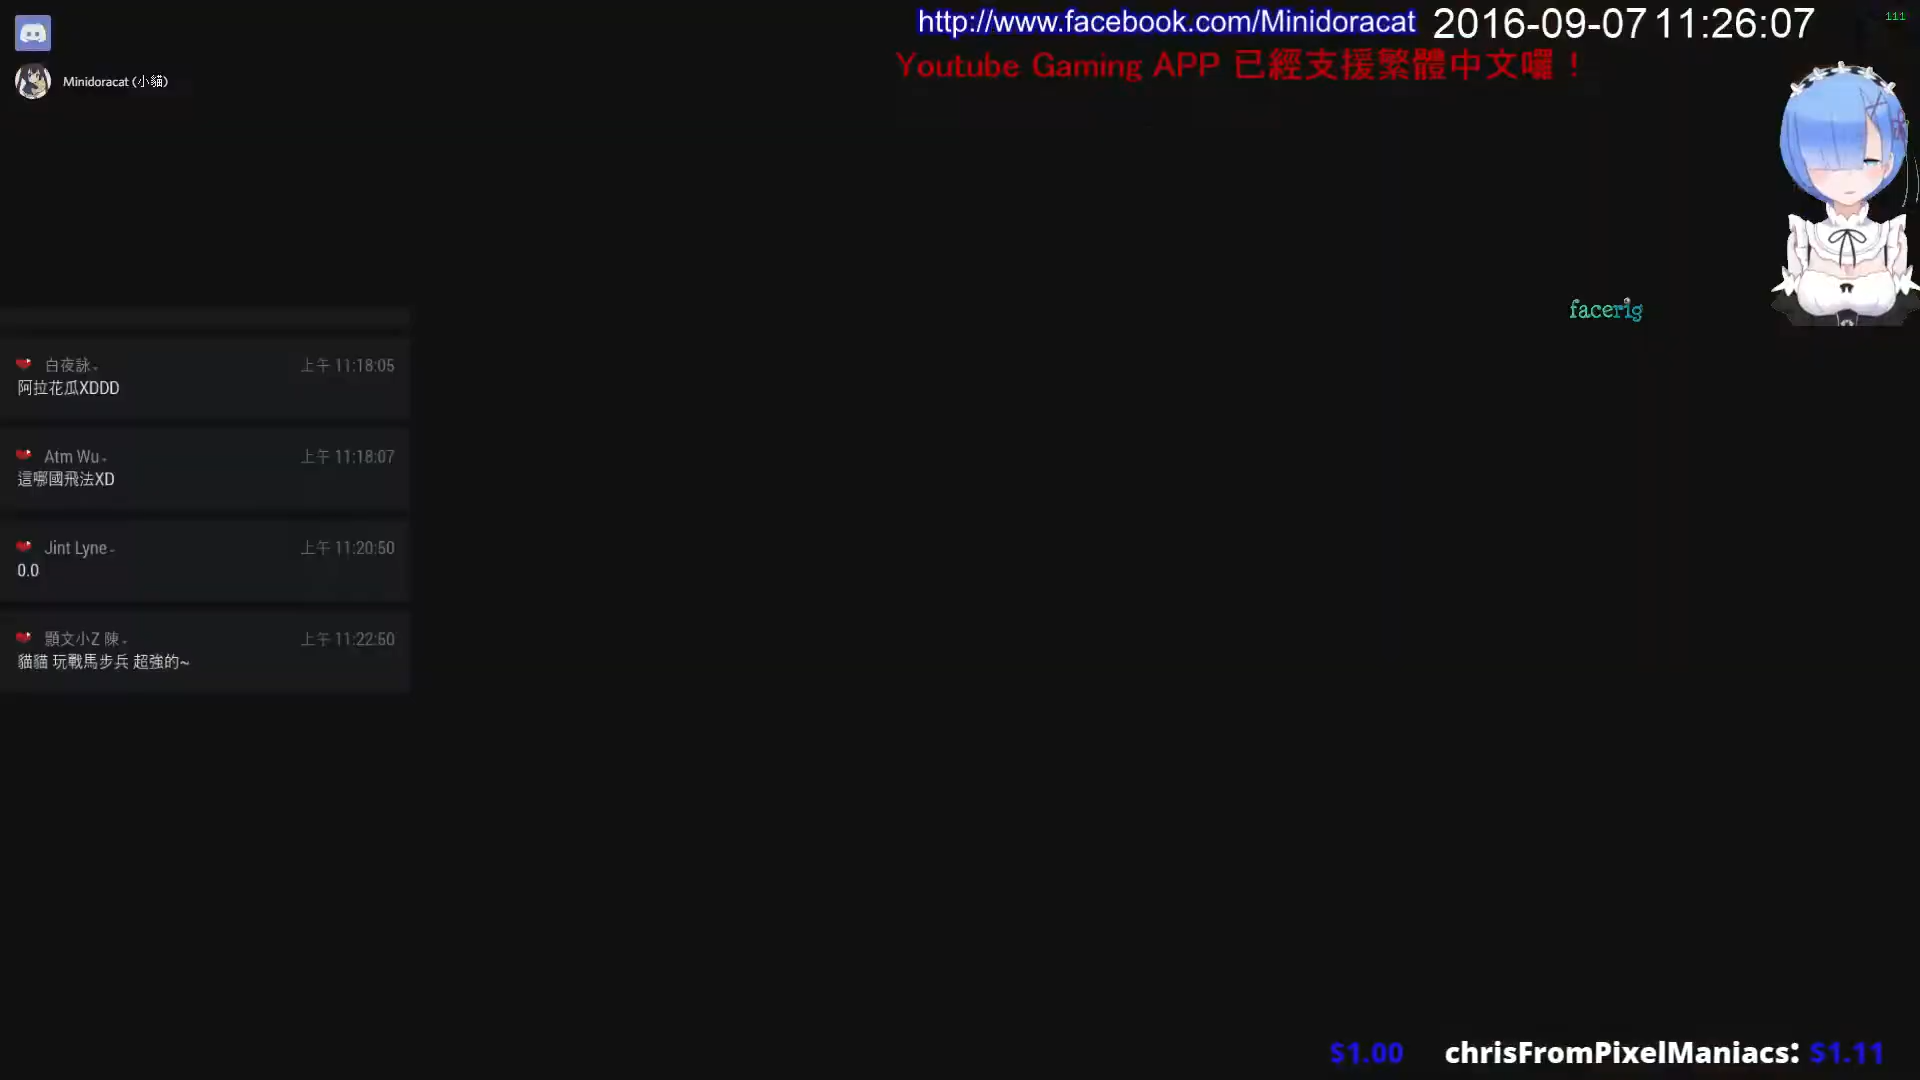 http://www.facebook.com/Minidoracat 2016-09-07 11:26:07
111
Youtube Gaming APP 已經支援繁體中文囉！
Minidoracat (小貓)
facerig
白夜詠 上午 11:18:05
阿拉花瓜XDDD
Atm Wu 上午 11:18:07
這哪國飛法XD
Jint Lyne 上午 11:20:50
0.0
顥文小Z 陳 上午 11:22:50
貓貓 玩戰馬步兵 超強的~
$1.00 chrisFromPixelManiacs: $1.11